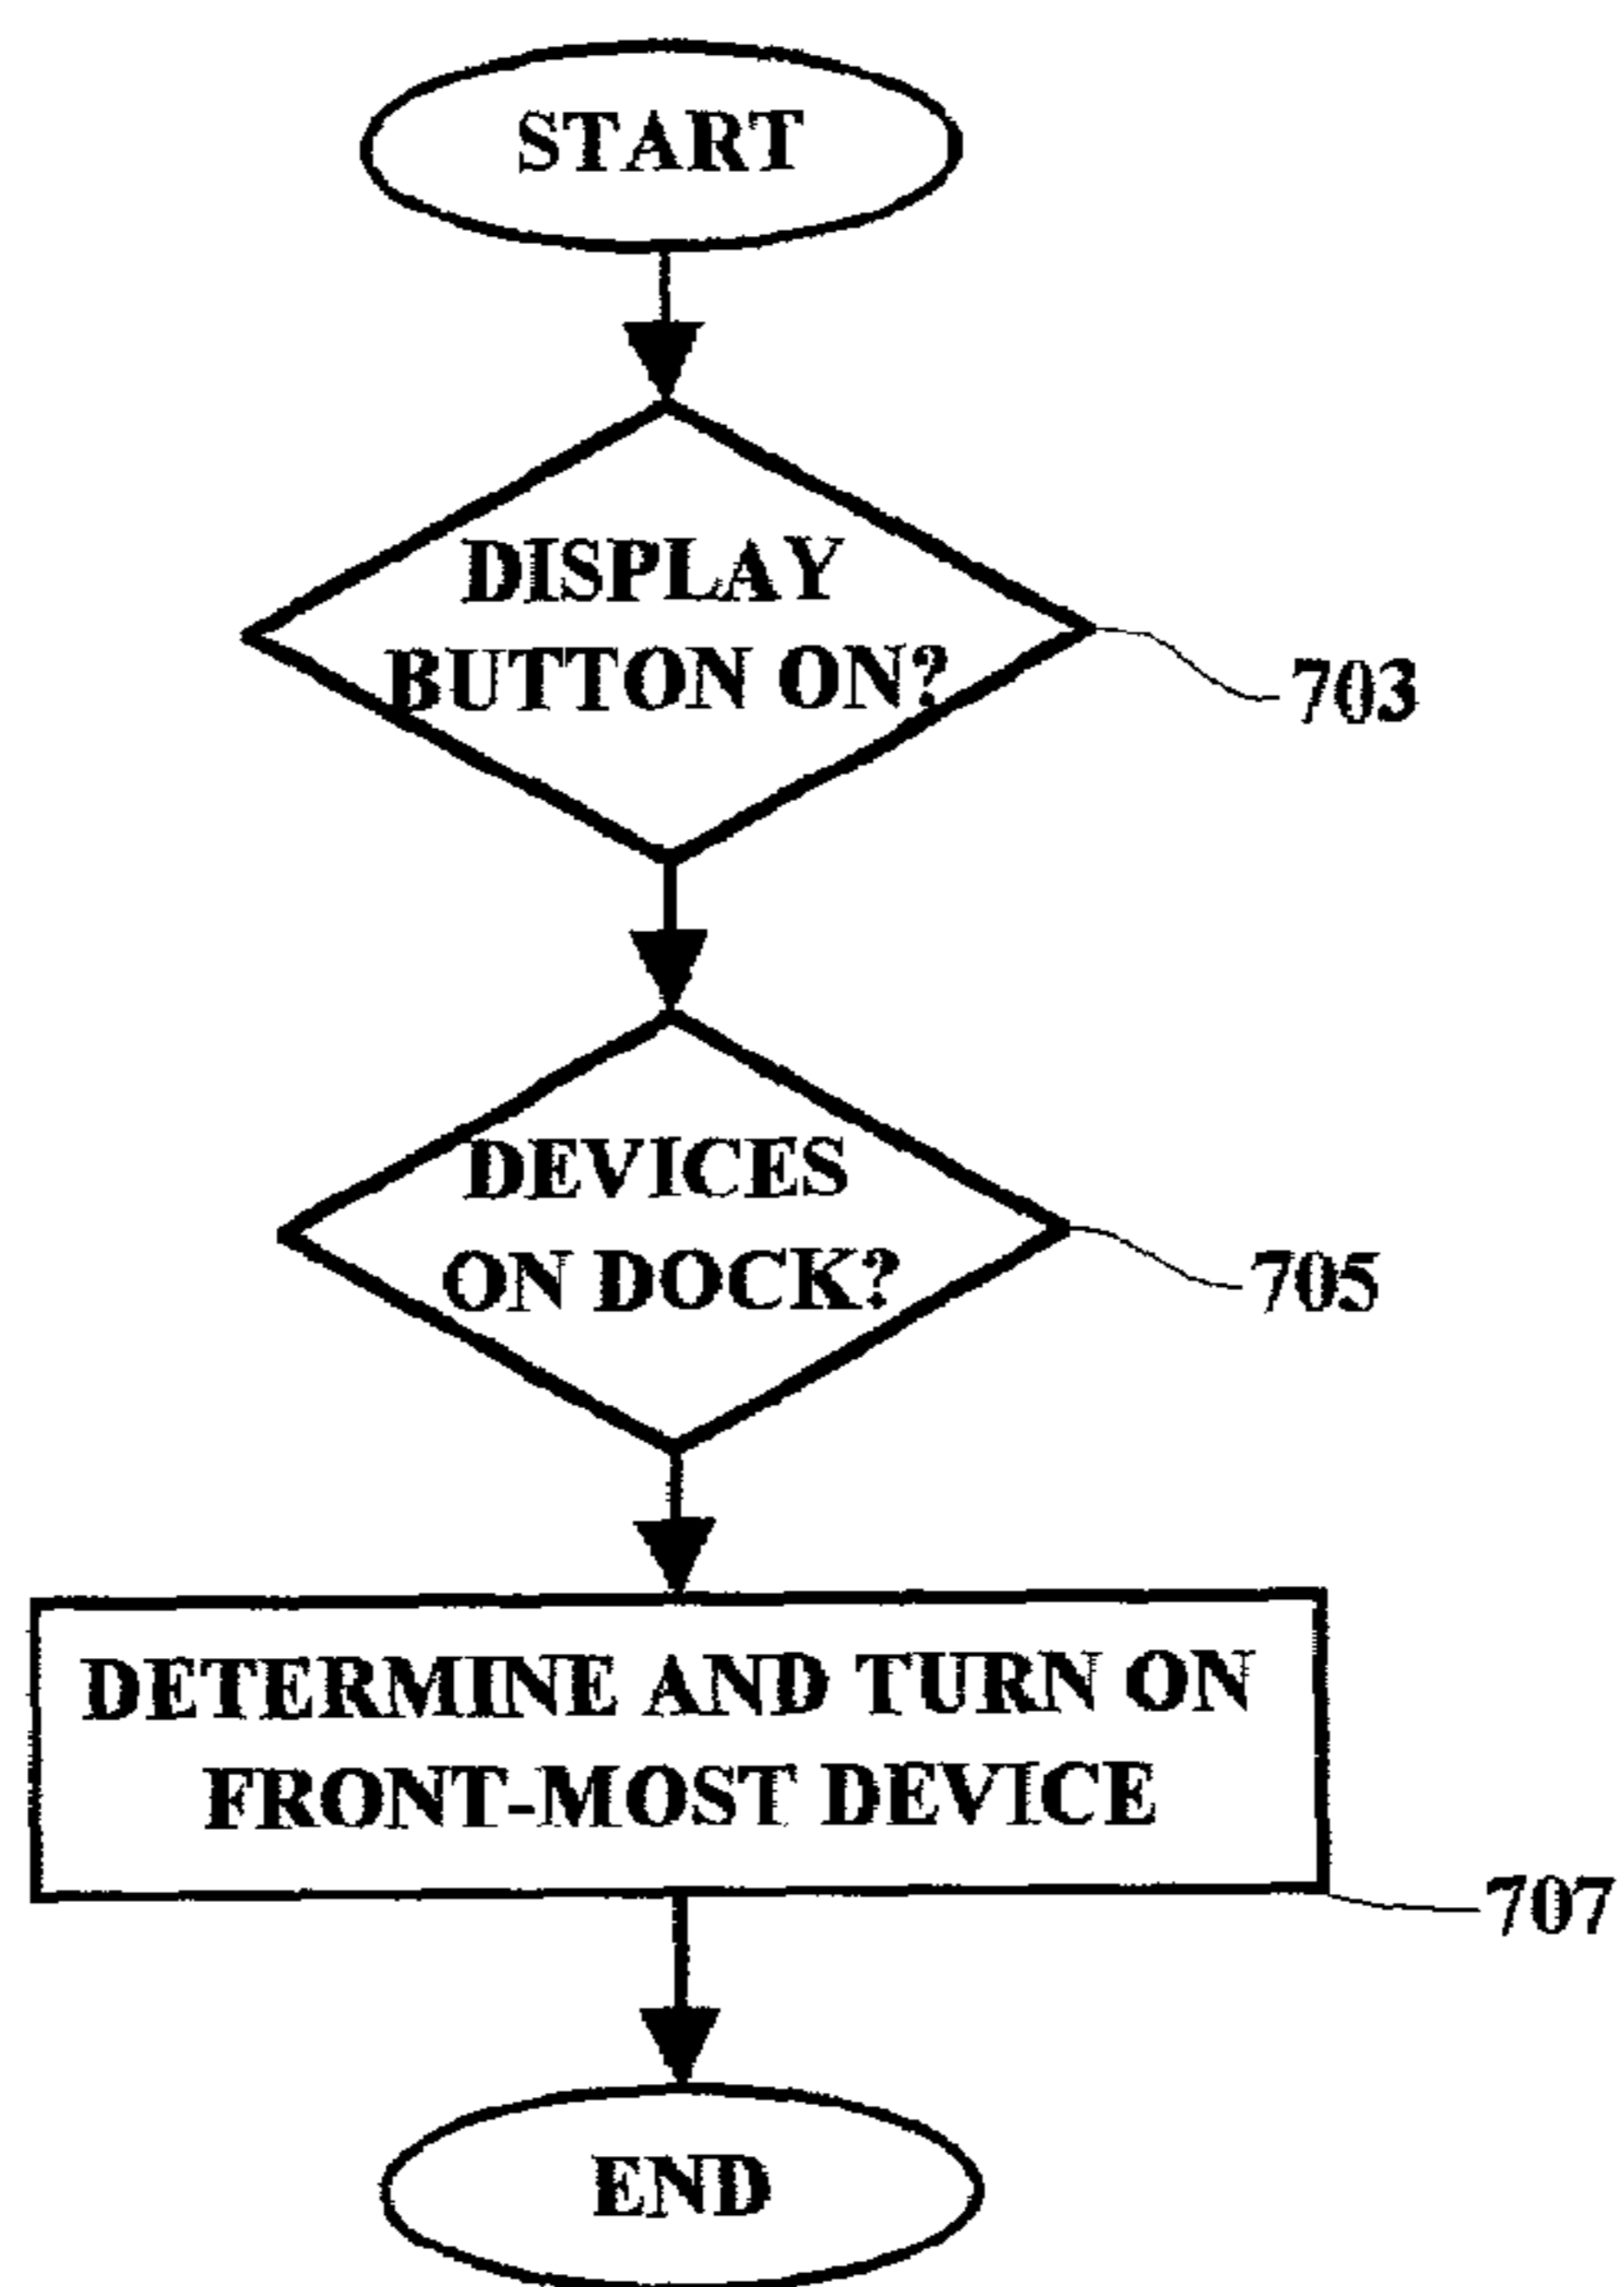 START
DISPLAY
BUTTON ON?
703
DEVICES
ON DOCK?
705
DETERMINE AND TURN ON
FRONT-MOST DEVICE
707
END